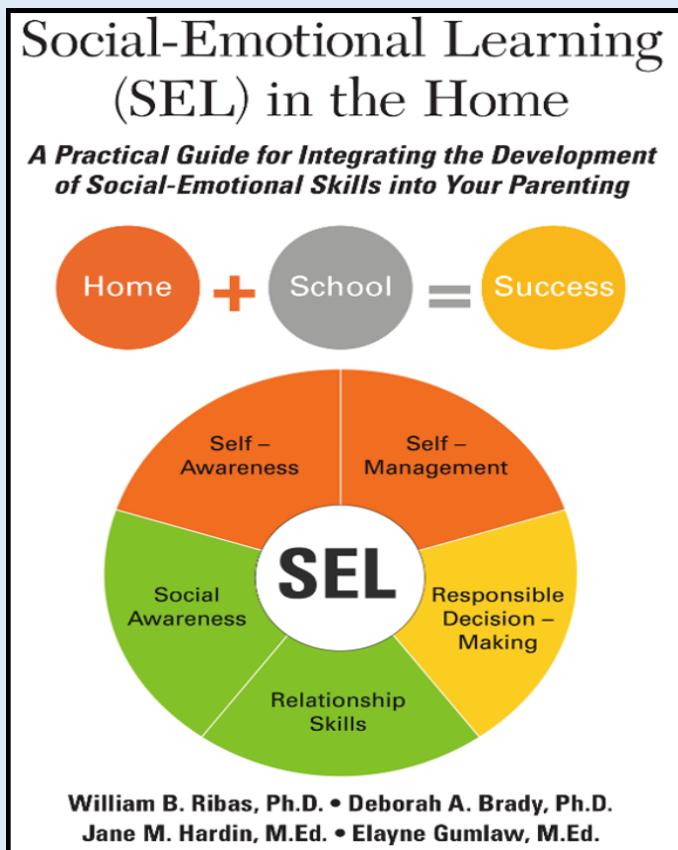 Social-Emotional Learning
(SEL) in the Home
A Practical Guide for Integrating the Development
of Social-Emotional Skills into Your Parenting
Home + School = Success
Self –
Awareness
Self –
Management
Social
Awareness
SEL
Responsible
Decision –
Making
Relationship
Skills
William B. Ribas, Ph.D. • Deborah A. Brady, Ph.D.
Jane M. Hardin, M.Ed. • Elayne Gumlaw, M.Ed.